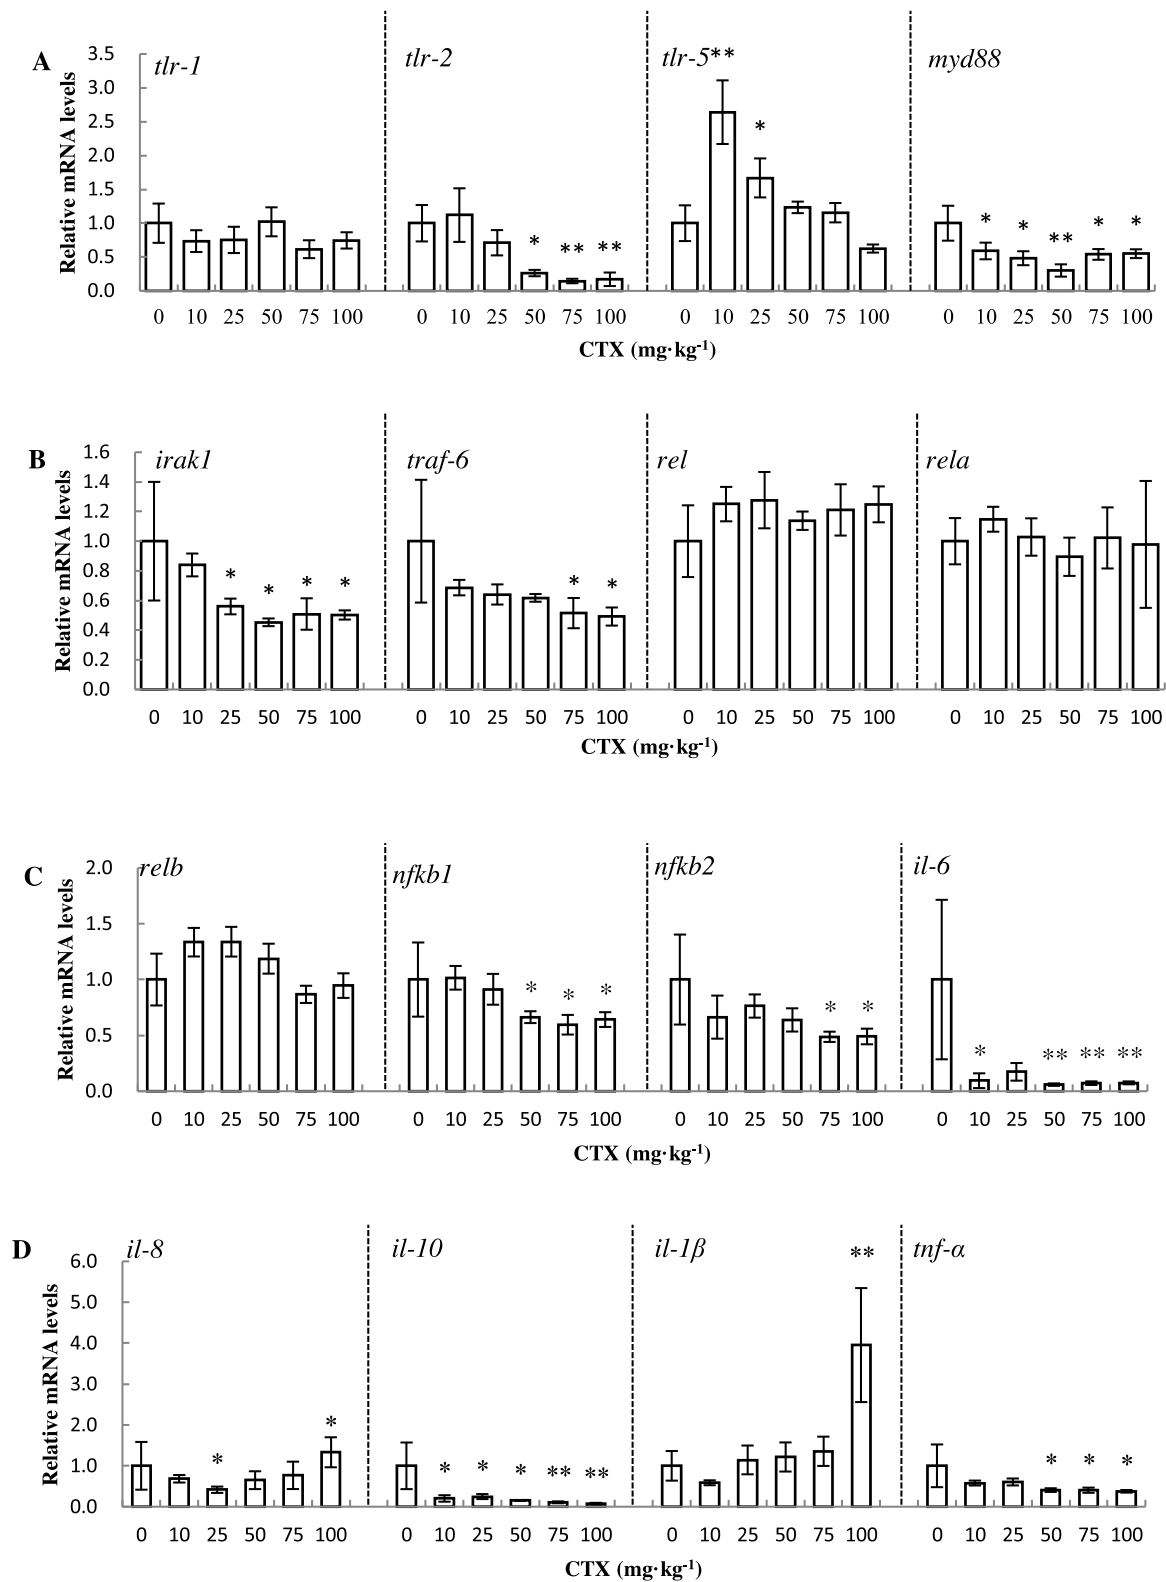 A
Relative mRNA levels
3.5
3.0
2.5
2.0
1.5
1.0
0.5
0.0
tlr-1 tlr-2 tlr-5** myd88
*
* ** **
* * ** * *
0 10 25 50 75 100 0 10 25 50 75 100 0 10 25 50 75 100 0 10 25 50 75 100
CTX (mg·kg⁻¹)
B
Relative mRNA levels
1.6
1.4
1.2
1.0
0.8
0.6
0.4
0.2
0.0
irak1 traf-6 rel rela
* * * *
* *
0 10 25 50 75 100 0 10 25 50 75 100 0 10 25 50 75 100 0 10 25 50 75 100
CTX (mg·kg⁻¹)
C
Relative mRNA levels
2.0
1.5
1.0
0.5
0.0
relb nfkb1 nfkb2 il-6
* * *
* *
* ** ** **
0 10 25 50 75 100 0 10 25 50 75 100 0 10 25 50 75 100 0 10 25 50 75 100
CTX (mg·kg⁻¹)
D
Relative mRNA levels
6.0
5.0
4.0
3.0
2.0
1.0
0.0
il-8 il-10 il-1β tnf-α
* *
* * * ** **
**
* * *
0 10 25 50 75 100 0 10 25 50 75 100 0 10 25 50 75 100 0 10 25 50 75 100
CTX (mg·kg⁻¹)